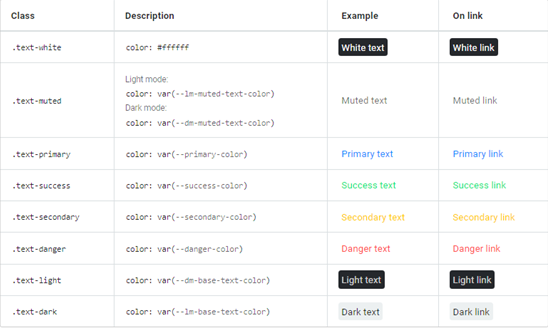 Class Description Example On link
.text-white color: #ffffff White text White link
Light mode:
color: var(--lm-muted-text-color)
.text-muted Muted text Muted link
Dark mode:
color: var(--dm-muted-text-color)
.text-primary color: var(--primary-color) Primary text Primary link
.text-success color: var(--success-color) Success text Success link
.text-secondary color: var(--secondary-color) Secondary text Secondary link
.text-danger color: var(--danger-color) Danger text Danger link
.text-light color: var(--dm-base-text-color) Light text Light link
.text-dark color: var(--lm-base-text-color) Dark text Dark link